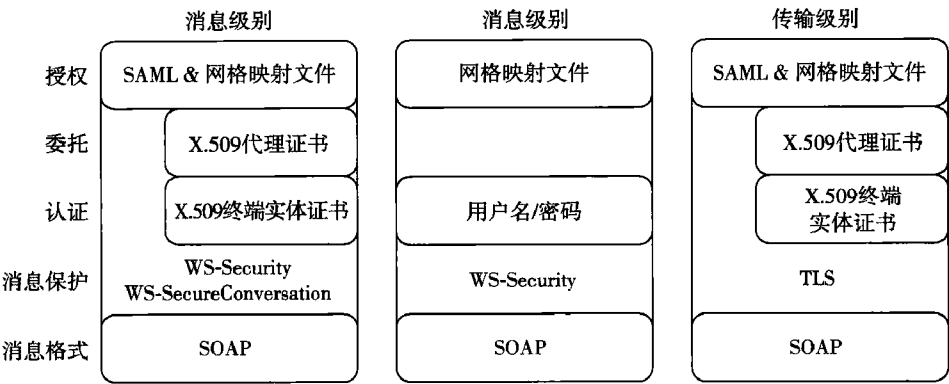 消息级别 消息级别 传输级别
授权 SAML & 网格映射文件 网格映射文件 SAML & 网格映射文件
委托 X.509代理证书 X.509代理证书
认证 X.509终端实体证书 用户名/密码 X.509终端
实体证书
消息保护 WS-Security
WS-SecureConversation WS-Security TLS
消息格式 SOAP SOAP SOAP